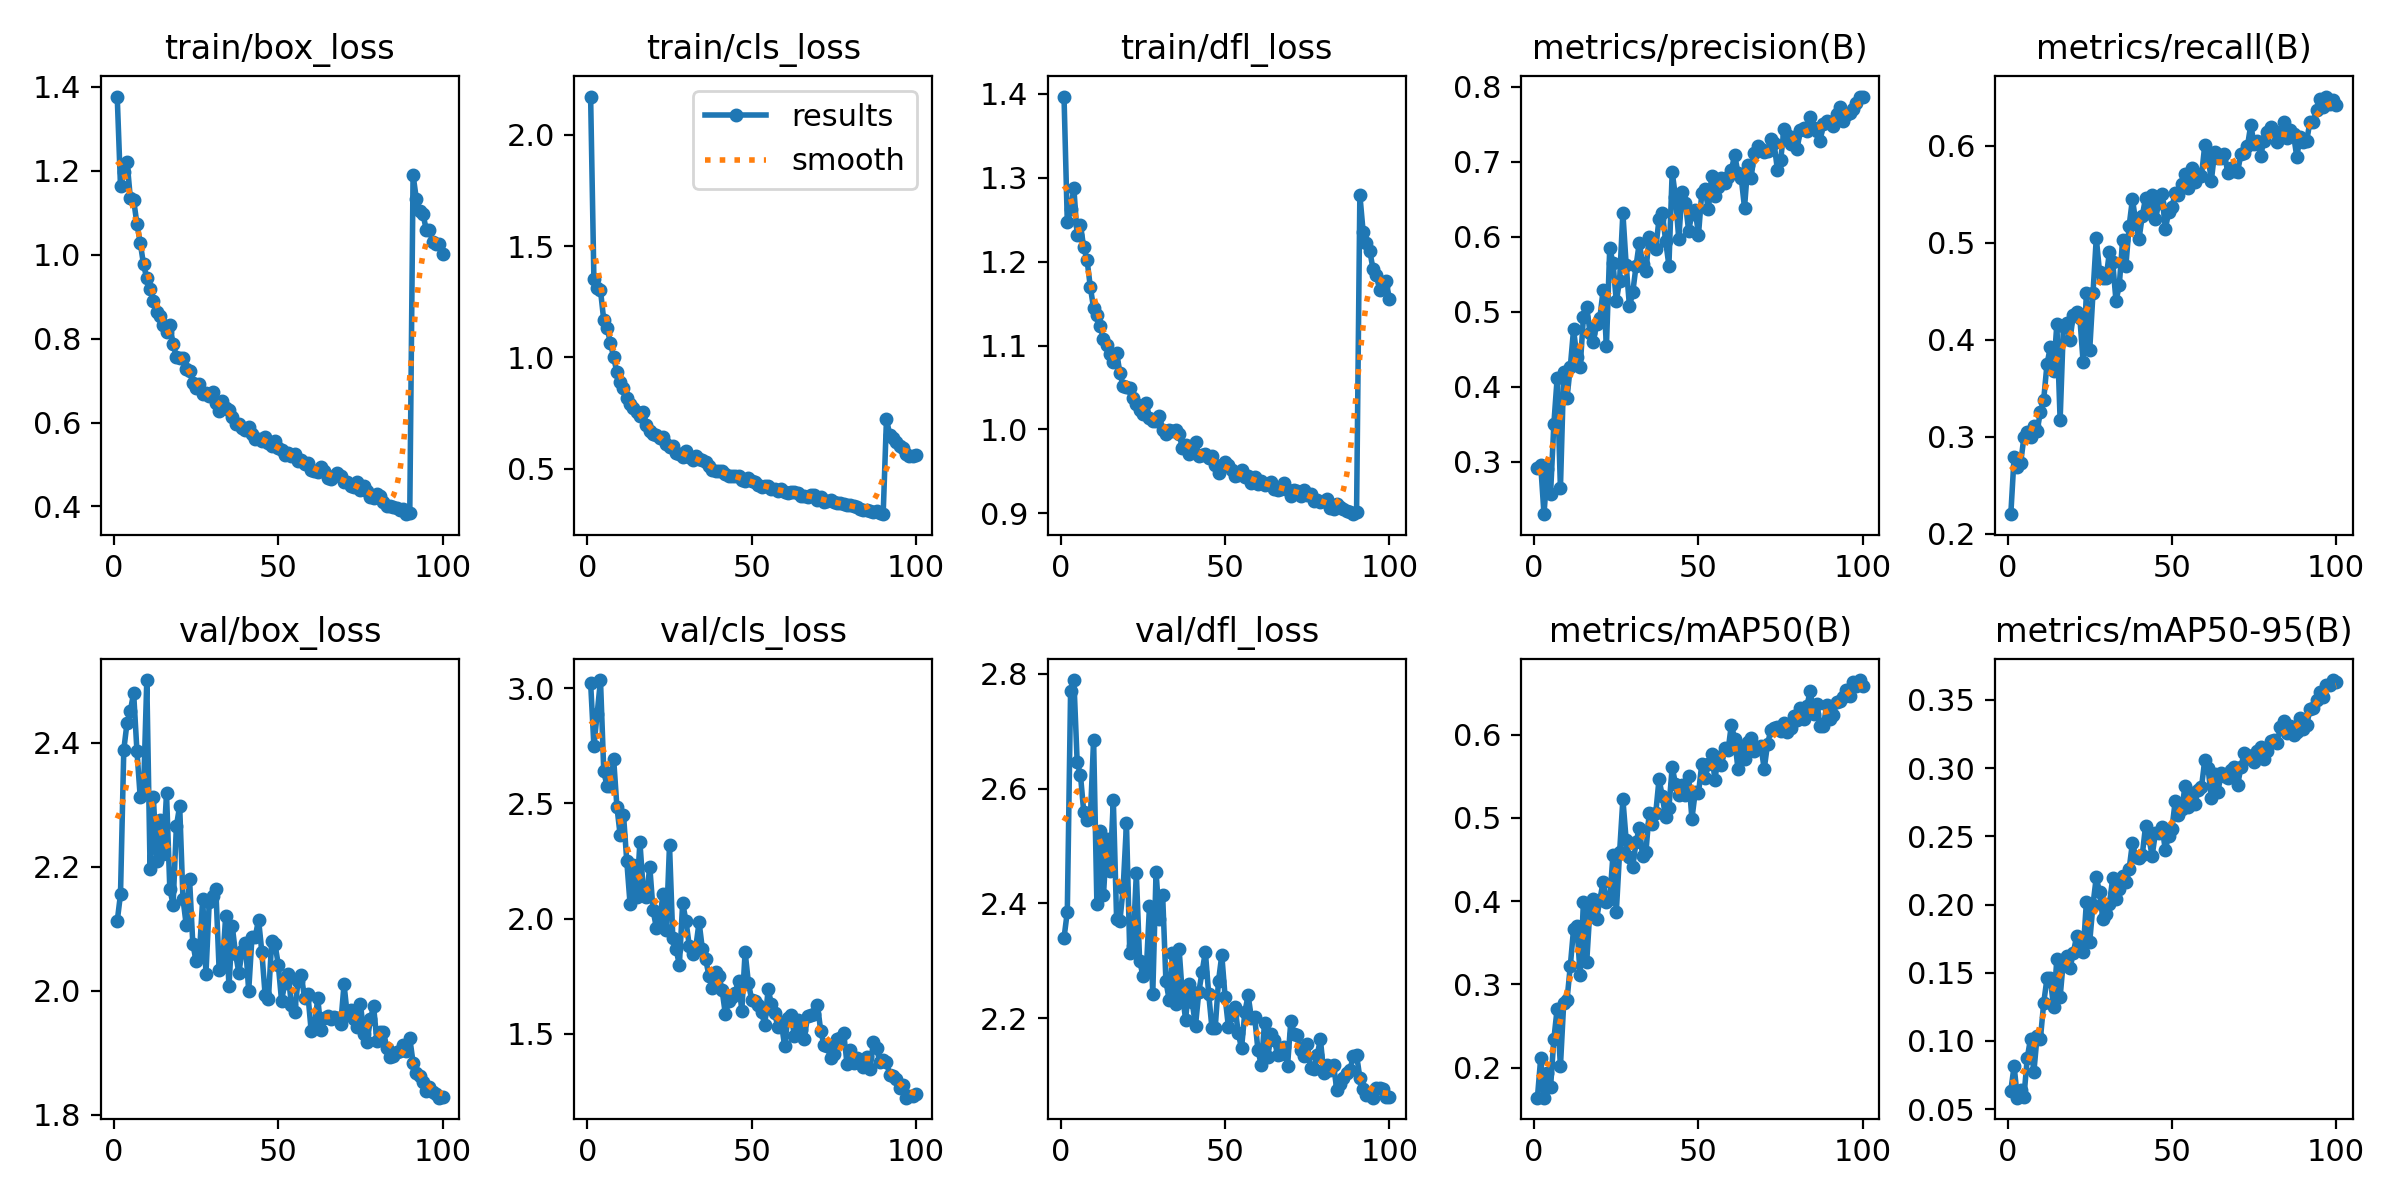 train/box_loss
1.4
1.2
1.0
0.8
0.6
0.4
0 50 100
train/cls_loss
results
smooth
2.0
1.5
1.0
0.5
0 50 100
train/dfl_loss
1.4
1.3
1.2
1.1
1.0
0.9
0 50 100
metrics/precision(B)
0.8
0.7
0.6
0.5
0.4
0.3
0 50 100
metrics/recall(B)
0.6
0.5
0.4
0.3
0.2
0 50 100
val/box_loss
2.4
2.2
2.0
1.8
0 50 100
val/cls_loss
3.0
2.5
2.0
1.5
0 50 100
val/dfl_loss
2.8
2.6
2.4
2.2
0 50 100
metrics/mAP50(B)
0.6
0.5
0.4
0.3
0.2
0 50 100
metrics/mAP50-95(B)
0.35
0.30
0.25
0.20
0.15
0.10
0.05
0 50 100